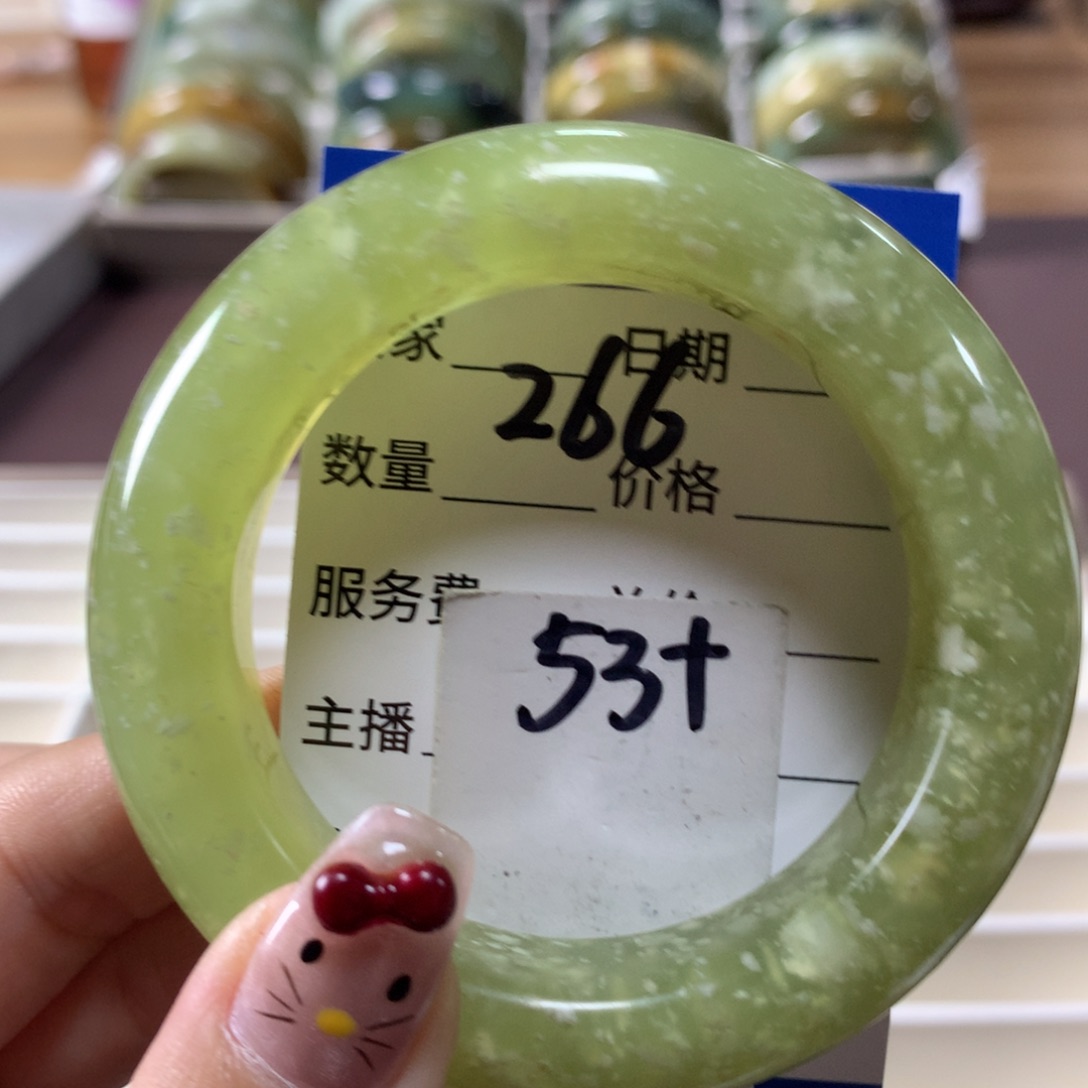 家 日期
266
数量 价格
服务费
53+
主播